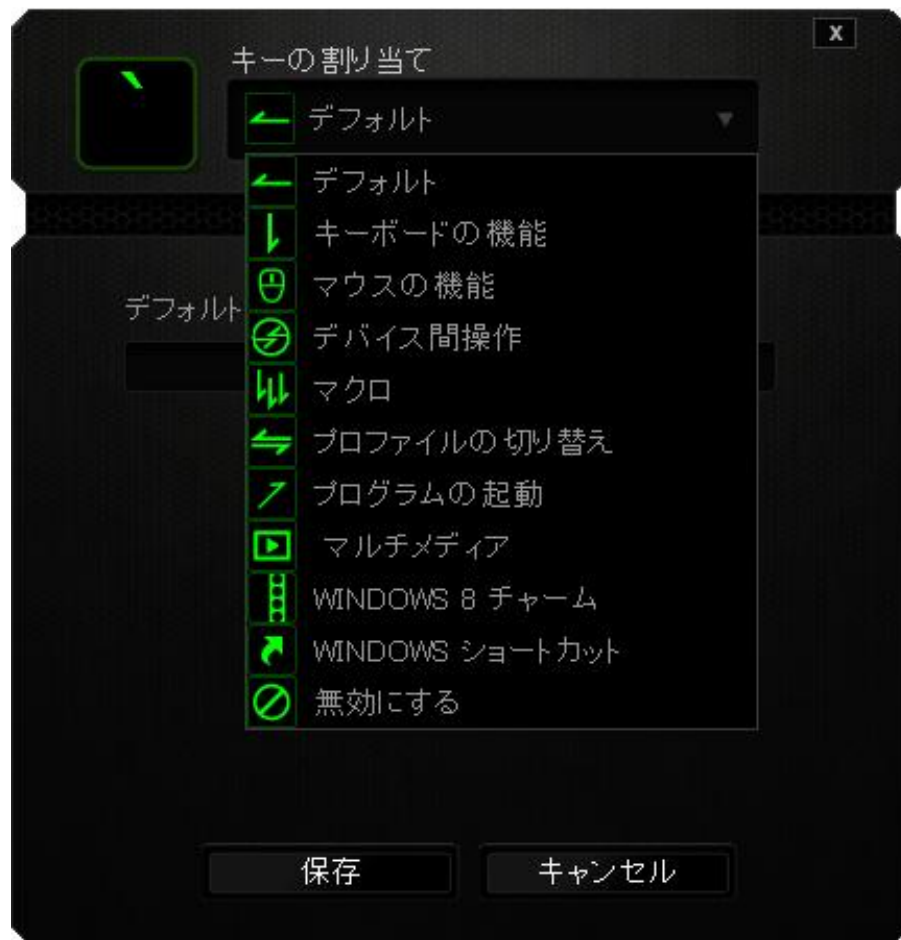 X
キーの割り当て
`
デフォルト
デフォルト
キーボードの機能
マウスの機能
デフォルト
デバイス間操作
マクロ
プロファイルの切り替え
プログラムの起動
マルチメディア
WINDOWS 8 チャーム
WINDOWS ショートカット
無効にする
保存
キャンセル